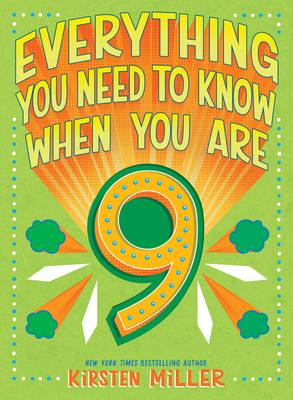 EVERYTHING
YOU NEED TO KNOW
WHEN YOU ARE
9
NEW YORK TIMES BESTSELLING AUTHOR
KIRSTEN MILLER